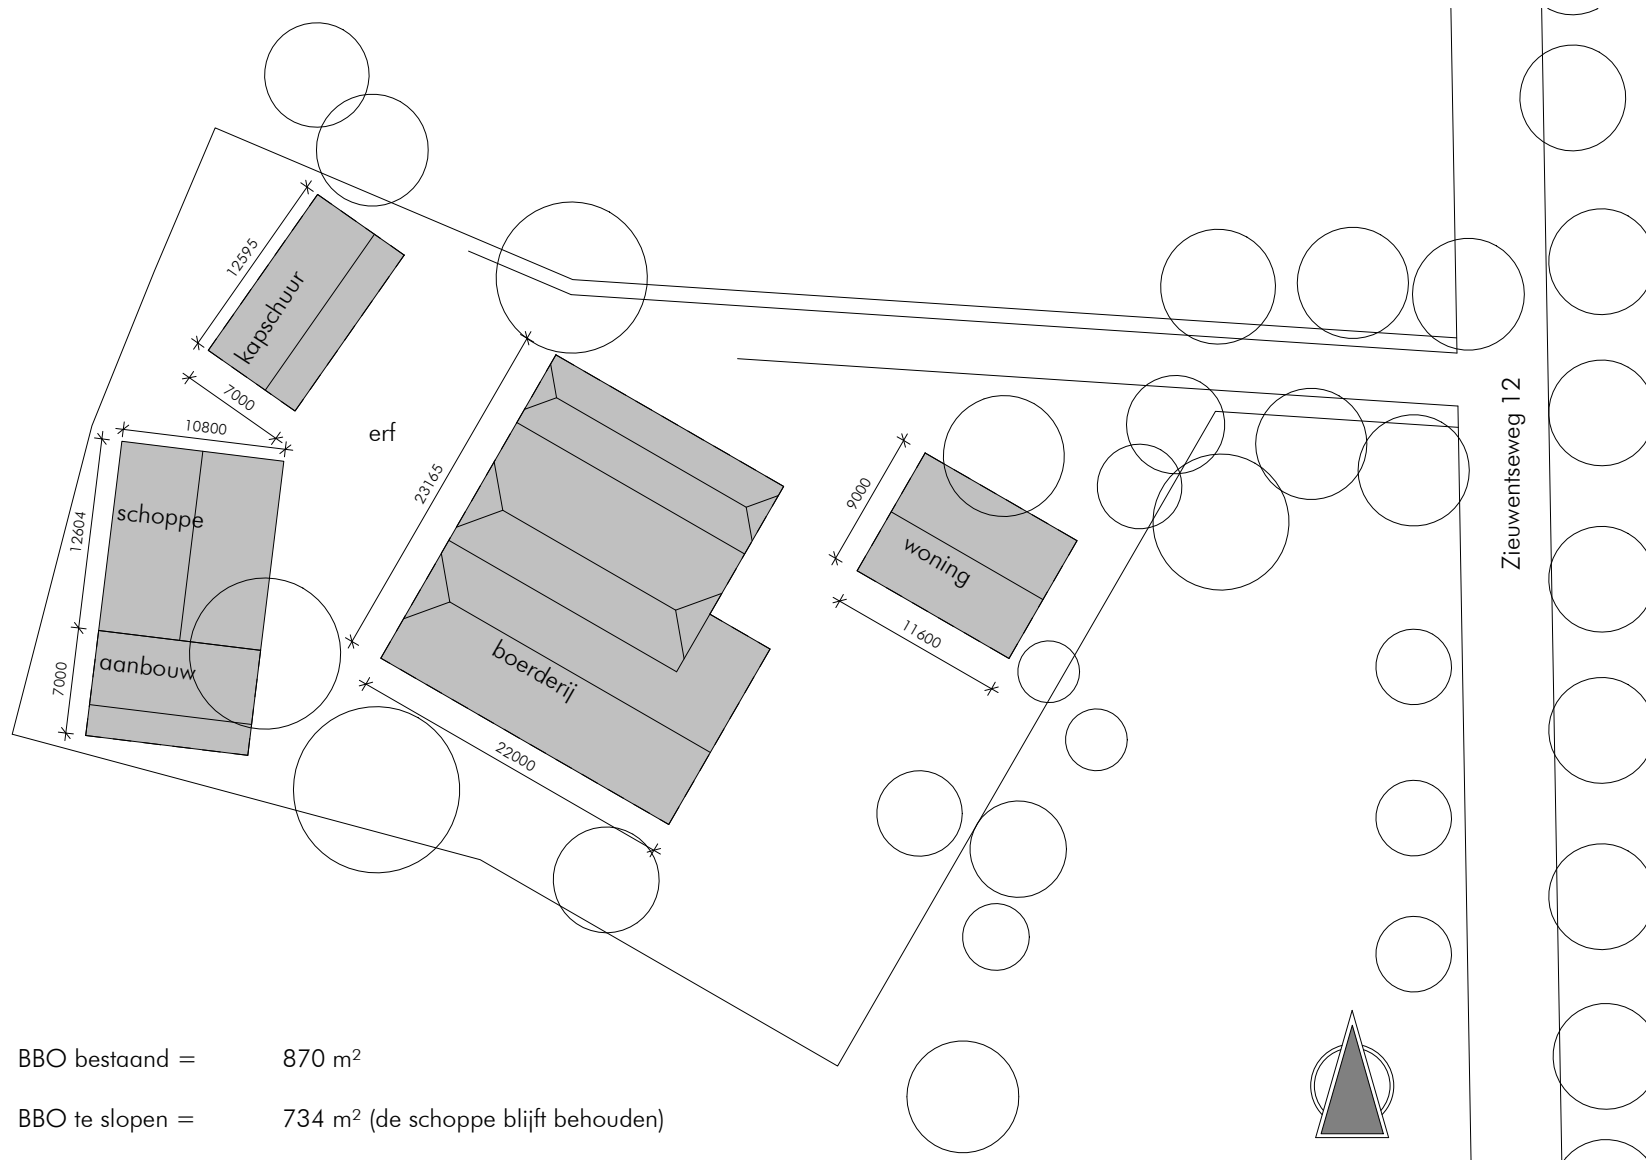 12595
kapschuur
7000
10800
erf
schoppe
12604
23165
aanbouw
7000
boerderij
22000
9000
woning
11600
Zieuwentseweg 12
BBO bestaand = 870 m²
BBO te slopen = 734 m² (de schoppe blijft behouden)